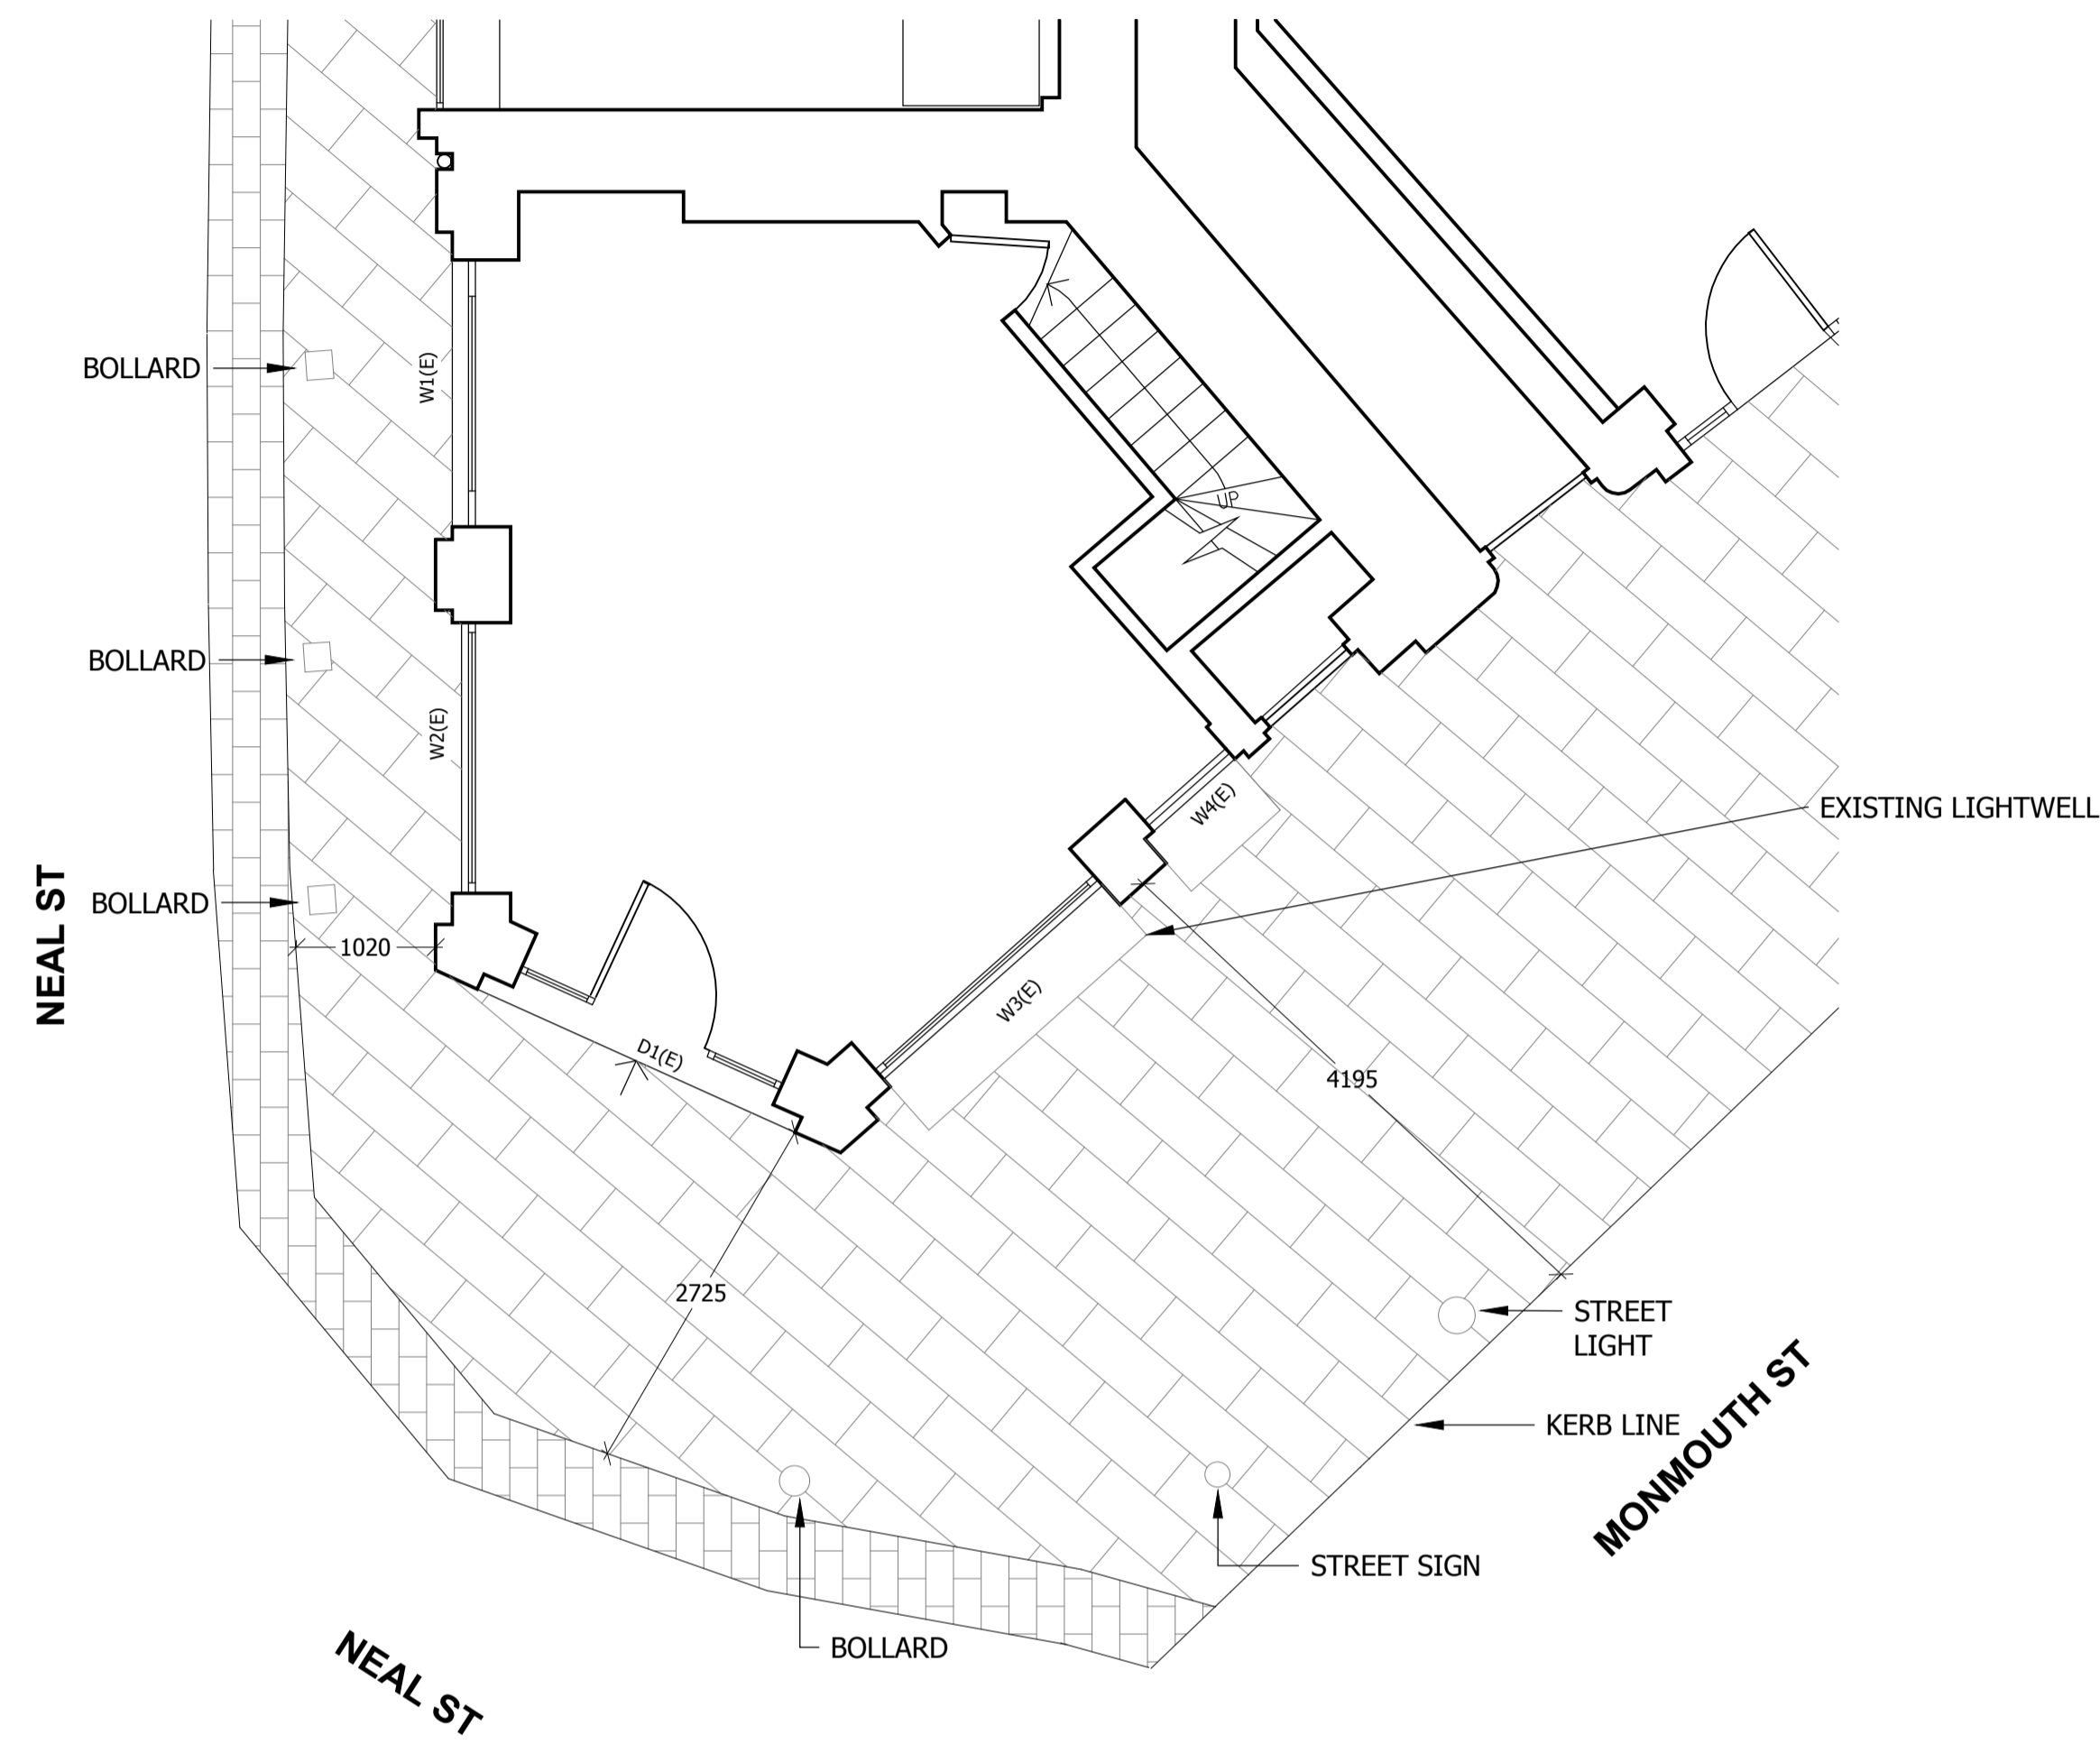 BOLLARD
W1(E)
UP
BOLLARD
W2(E)
W4(E)
EXISTING LIGHTWELL
NEAL ST
BOLLARD
1020
W3(E)
D1(E)
4195
2725
STREET
LIGHT
KERB LINE
MONMOUTH ST
STREET SIGN
BOLLARD
NEAL ST